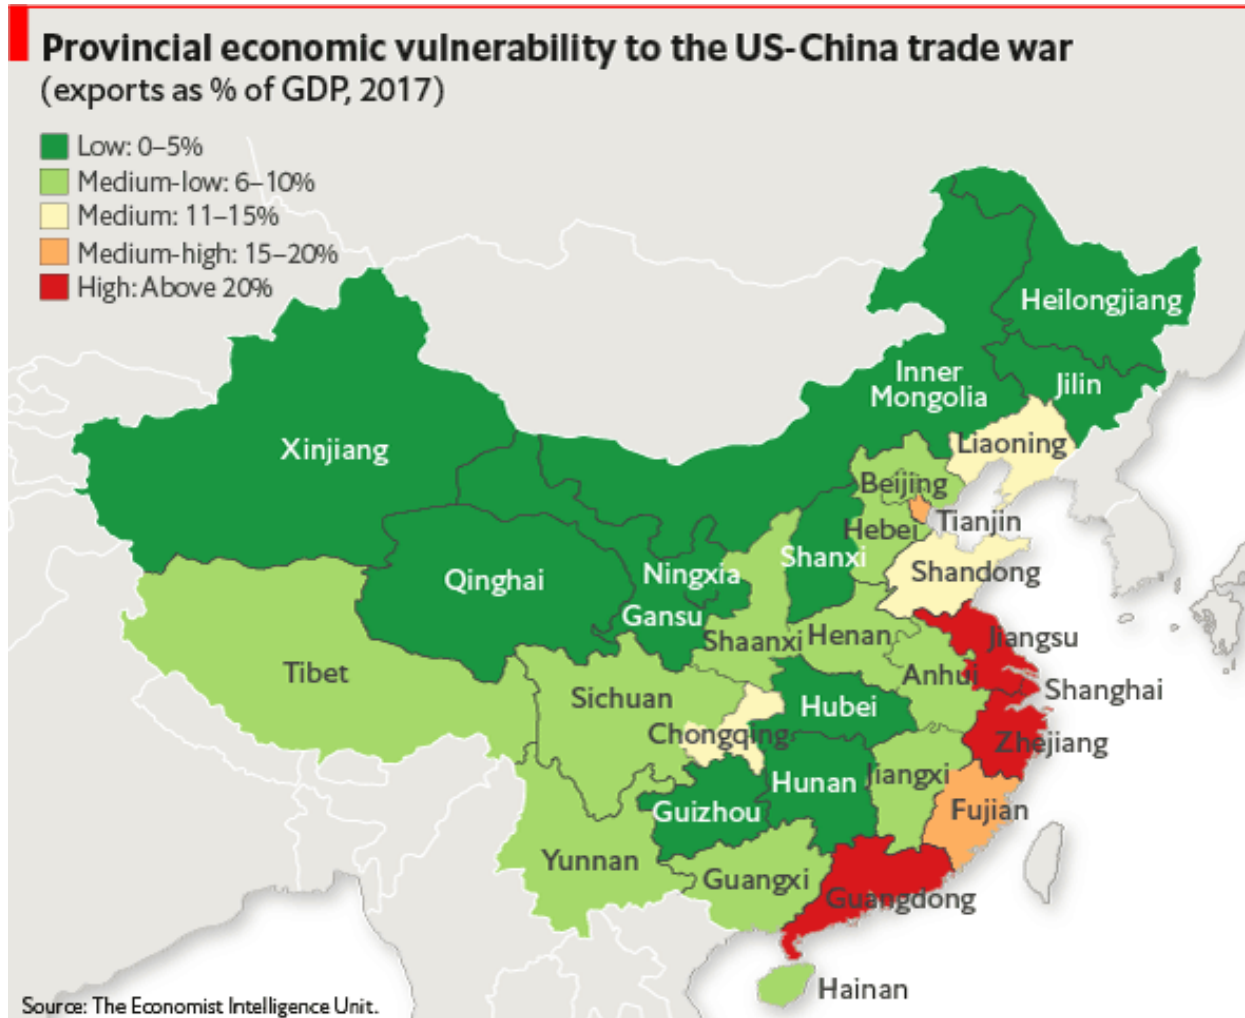 Provincial economic vulnerability to the US-China trade war
(exports as % of GDP, 2017)
Low: 0–5%
Medium-low: 6–10%
Medium: 11–15%
Medium-high: 15–20%
High: Above 20%
Heilongjiang
Inner
Mongolia
Jilin
Xinjiang
Liaoning
Beijing
Tianjin
Hebei
Shanxi
Shandong
Qinghai
Ningxia
Gansu
Shaanxi
Henan
Jiangsu
Tibet
Anhui
Shanghai
Sichuan
Hubei
Chongqing
Zhejiang
Hunan
Jiangxi
Guizhou
Fujian
Yunnan
Guangxi
Guangdong
Hainan
Source: The Economist Intelligence Unit.